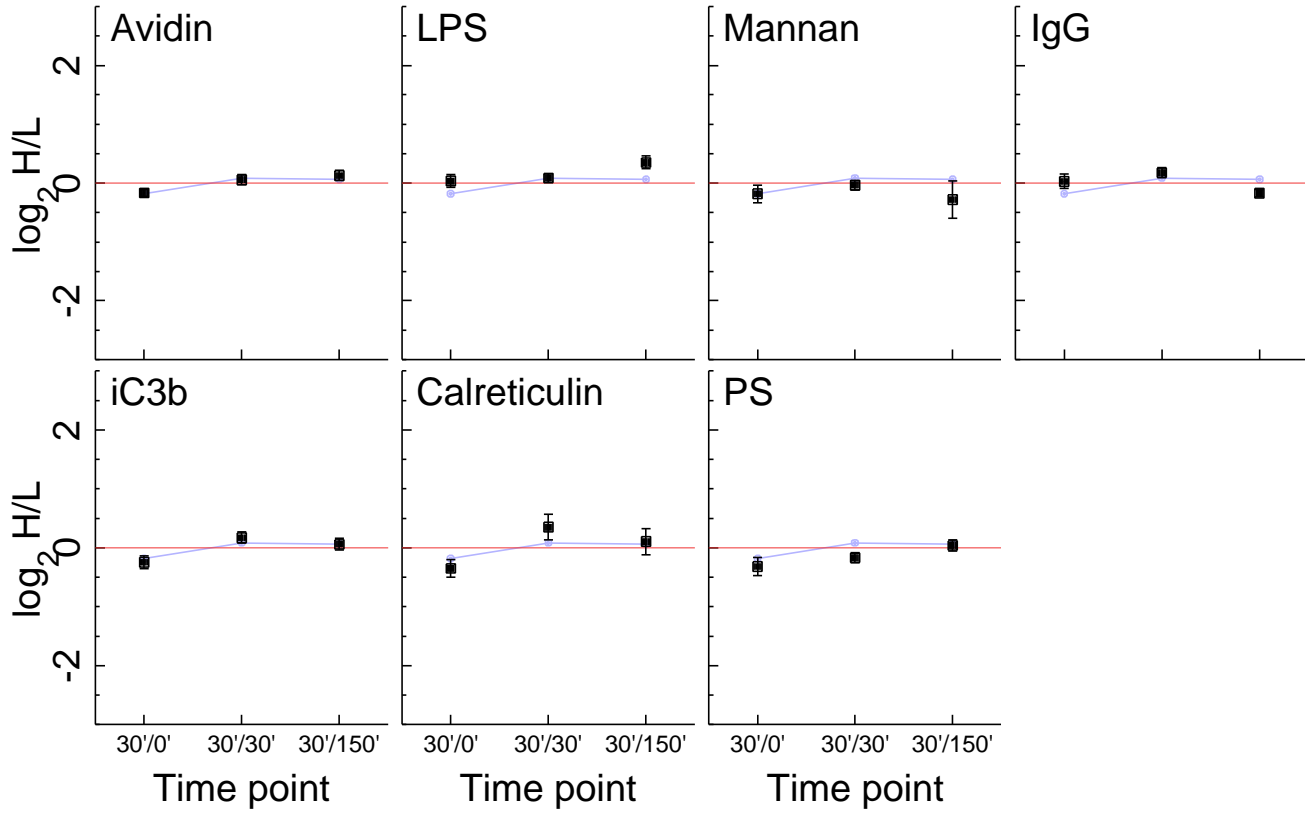 Avidin
LPS
Mannan
IgG
2
0
-2
log2 H/L
iC3b
Calreticulin
PS
2
0
-2
log2 H/L
30'/0' 30'/30' 30'/150'
30'/0' 30'/30' 30'/150'
30'/0' 30'/30' 30'/150'
Time point
Time point
Time point